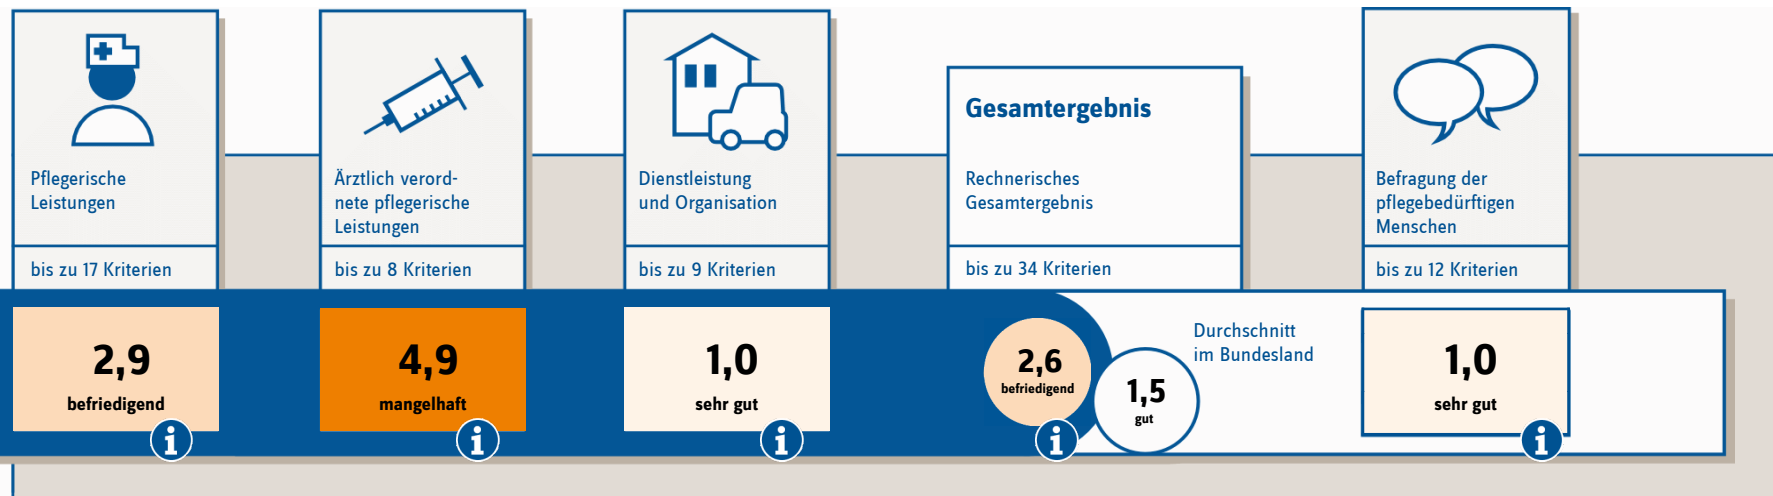 Pflegerische
Leistungen
bis zu 17 Kriterien
2,9
befriedigend
i
Ärztlich verord-
nete pflegerische
Leistungen
bis zu 8 Kriterien
4,9
mangelhaft
i
Dienstleistung
und Organisation
bis zu 9 Kriterien
1,0
sehr gut
i
Gesamtergebnis
Rechnerisches
Gesamtergebnis
bis zu 34 Kriterien
2,6
befriedigend
i
1,5
gut
Durchschnitt
im Bundesland
Befragung der
pflegebedürftigen
Menschen
bis zu 12 Kriterien
1,0
sehr gut
i